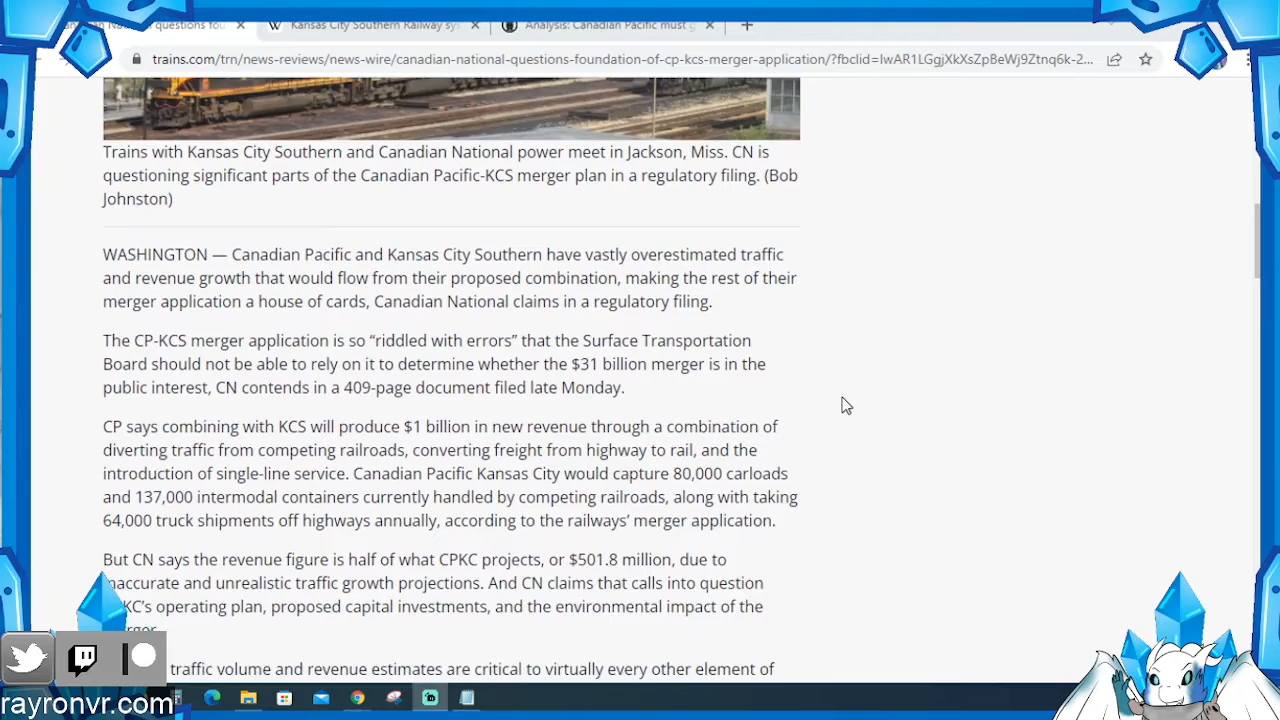 questions fou
Kansas City Southern Railway sys
Analysis: Canadian Pacific must g
trains.com/trn/news-reviews/news-wire/canadian-national-questions-foundation-of-cp-kcs-merger-application/?fbclid=IwAR1LGgjXkXsZpBeWj9Ztnq6k-2...
Trains with Kansas City Southern and Canadian National power meet in Jackson, Miss. CN is
questioning significant parts of the Canadian Pacific-KCS merger plan in a regulatory filing. (Bob
Johnston)
WASHINGTON — Canadian Pacific and Kansas City Southern have vastly overestimated traffic
and revenue growth that would flow from their proposed combination, making the rest of their
merger application a house of cards, Canadian National claims in a regulatory filing.
The CP-KCS merger application is so “riddled with errors” that the Surface Transportation
Board should not be able to rely on it to determine whether the $31 billion merger is in the
public interest, CN contends in a 409-page document filed late Monday.
CP says combining with KCS will produce $1 billion in new revenue through a combination of
diverting traffic from competing railroads, converting freight from highway to rail, and the
introduction of single-line service. Canadian Pacific Kansas City would capture 80,000 carloads
and 137,000 intermodal containers currently handled by competing railroads, along with taking
64,000 truck shipments off highways annually, according to the railways’ merger application.
But CN says the revenue figure is half of what CPKC projects, or $501.8 million, due to
inaccurate and unrealistic traffic growth projections. And CN claims that calls into question
KC’s operating plan, proposed capital investments, and the environmental impact of the
merger.
traffic volume and revenue estimates are critical to virtually every other element of
rayronvr.com